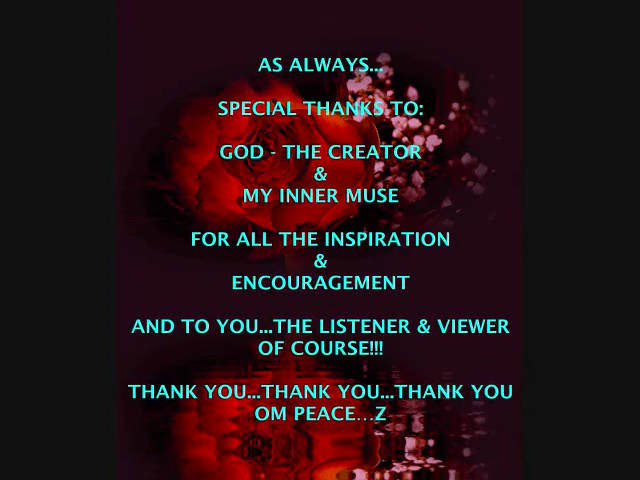 AS ALWAYS...
SPECIAL THANKS TO:
GOD - THE CREATOR
&
MY INNER MUSE
FOR ALL THE INSPIRATION
&
ENCOURAGEMENT
AND TO YOU...THE LISTENER & VIEWER
OF COURSE!!!
THANK YOU...THANK YOU...THANK YOU
OM PEACE...Z